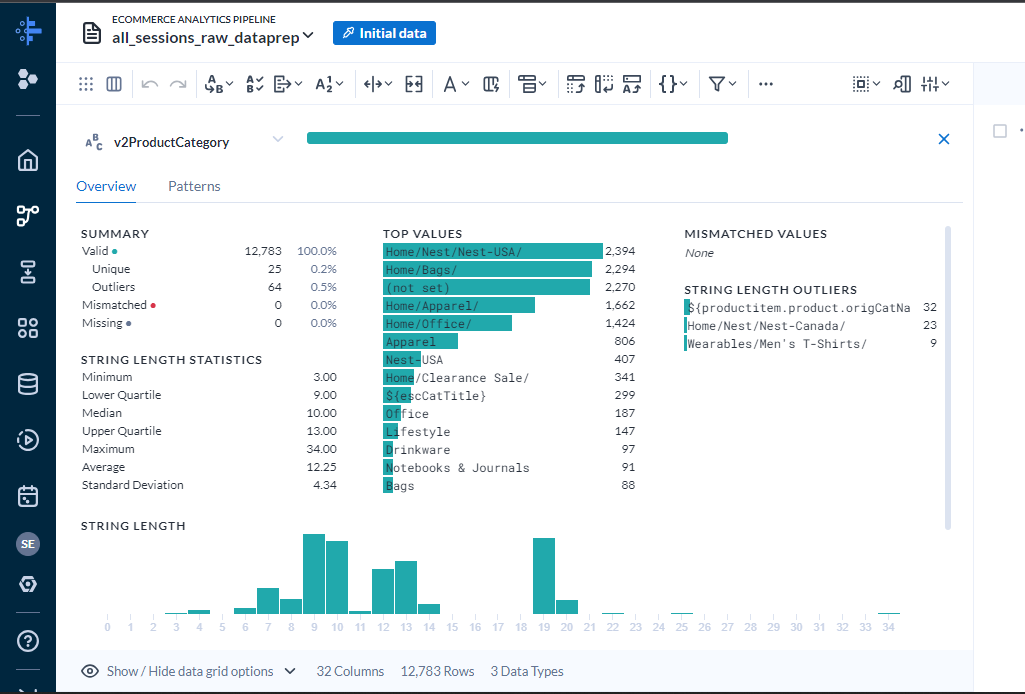 ECOMMERCE ANALYTICS PIPELINE
all_sessions_raw_dataprep
Initial data
v2ProductCategory
Overview Patterns
SUMMARY
Valid 12,783 100.0%
Unique 25 0.2%
Outliers 64 0.5%
Mismatched 0 0.0%
Missing 0 0.0%
STRING LENGTH STATISTICS
Minimum 3.00
Lower Quartile 9.00
Median 10.00
Upper Quartile 13.00
Maximum 34.00
Average 12.25
Standard Deviation 4.34
TOP VALUES
Home/Nest/Nest-USA/ 2,394
Home/Bags/ 2,294
(not set) 2,270
Home/Apparel/ 1,662
Home/Office/ 1,424
Apparel 806
Nest-USA 407
Home/Clearance Sale/ 341
${escCatTitle} 299
Office 187
Lifestyle 147
Drinkware 97
Notebooks & Journals 91
Bags 88
MISMATCHED VALUES
None
STRING LENGTH OUTLIERS
${productitem.product.origCatNa 32
Home/Nest/Nest-Canada/ 23
Wearables/Men's T-Shirts/ 9
STRING LENGTH
0 1 2 3 4 5 6 7 8 9 10 11 12 13 14 15 16 17 18 19 20 21 22 23 24 25 26 27 28 29 30 31 32 33 34
SE
Show / Hide data grid options 32 Columns 12,783 Rows 3 Data Types